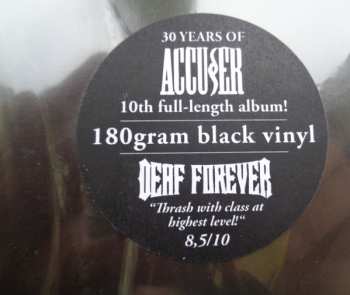 30 YEARS OF
ACCUSER
10th full-length album!
180gram black vinyl
DEAF FOREVER
“Thrash with class at
highest level!“
8,5/10